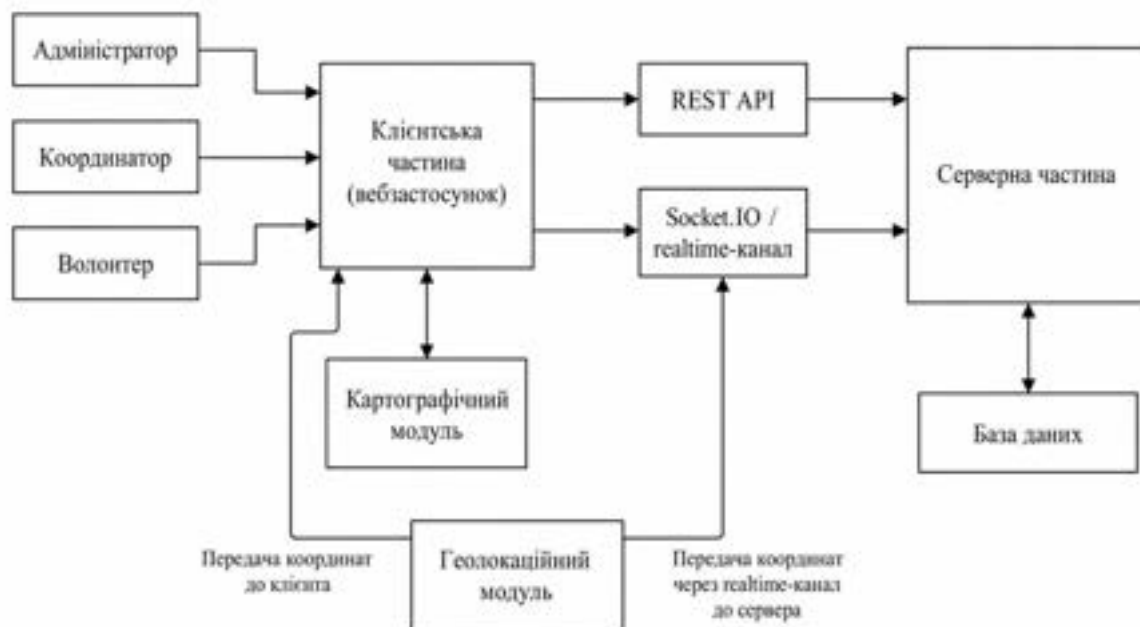 Адміністратор
Координатор
Волонтер
Клієнтська
частина
(вебзастосунок)
REST API
Socket.IO /
realtime-канал
Серверна частина
Картографічний
модуль
База даних
Передача координат
до клієнта
Геолокаційний
модуль
Передача координат
через realtime-канал
до сервера